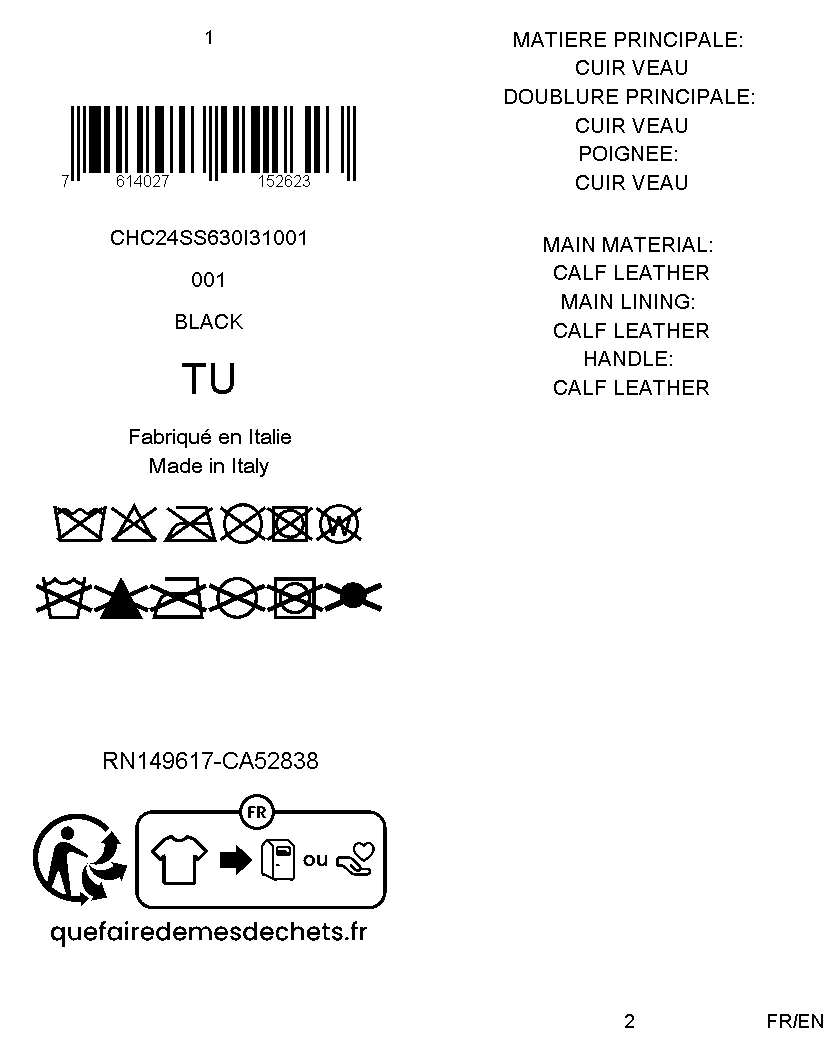 1
7 614027 152623
CHC24SS630I31001
001
BLACK
TU
Fabriqué en Italie
Made in Italy
W
RN149617-CA52838
FR
ou
quefairedemesdechets.fr
MATIERE PRINCIPALE:
CUIR VEAU
DOUBLURE PRINCIPALE:
CUIR VEAU
POIGNEE:
CUIR VEAU
MAIN MATERIAL:
CALF LEATHER
MAIN LINING:
CALF LEATHER
HANDLE:
CALF LEATHER
2
FR/EN